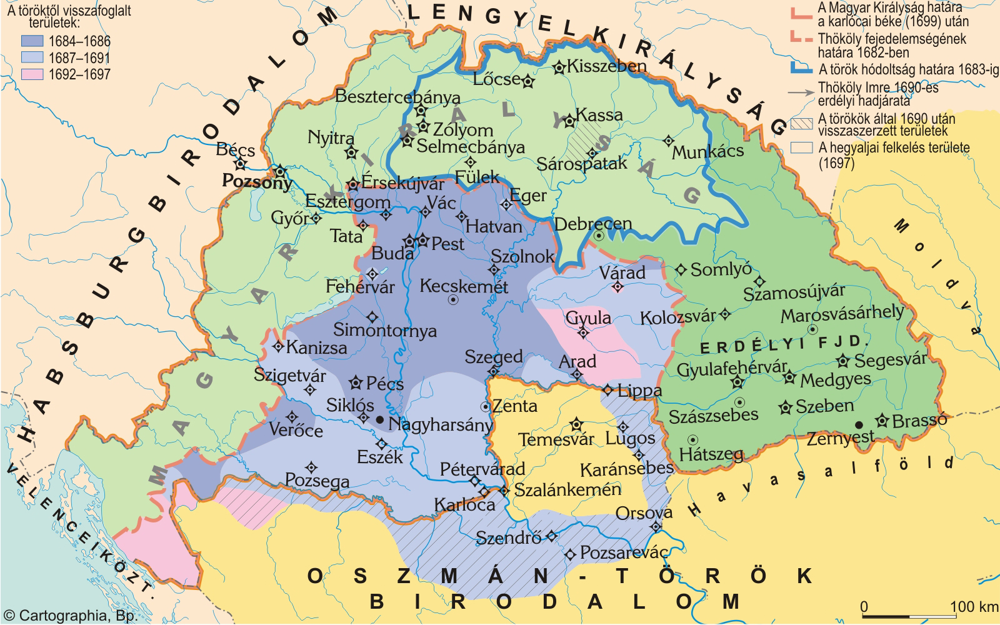 A töröktől visszafoglalt
területek:
1684–1686
1687–1691
1692–1697
A Magyar Királyság határa
a karlócai béke (1699) után
Thököly fejedelemségének
határa 1682-ben
A török hódoltság határa 1683-ig
Thököly Imre 1690-es
erdélyi hadjárata
A törökök által 1690 után
visszaszerzett területek
A hegyaljai felkelés területe
(1697)
LENGYEL KIRÁLYSÁG
HABSBURG BIRODALOM
MAGYAR KIRÁLYSÁG
Kisszeben
Lőcse
Besztercebánya
Kassa
Zólyom
Nyitra
Selmecbánya
Bécs
Munkács
Sárospatak
Pozsony
Fülek
Érsekújvár
Esztergom
Vác
Eger
Győr
Hatvan
Debrecen
Tata
Buda
Pest
Szolnok
Moldva
Várad
Somlyó
Fehérvár
Kecskemét
Szamosújvár
Simontornya
Gyula
Kolozsvár
Marosvásárhely
Kanizsa
ERDÉLYI FJD.
Szeged
Arad
Gyulafehérvár
Segesvár
Szigetvár
Pécs
Medgyes
Lippa
Siklós
Zenta
Szeben
Szászsebes
Verőce
Nagyharsány
Brassó
Temesvár
Lugos
Zernyest
Hátszeg
Eszék
Karánsebes
Pétervárad
Pozsega
Szalánkemén
Havasalföld
Karlóca
Orsova
VELENCEI KÖZT.
Szendrő
Pozsarevác
OSZMÁN-TÖRÖK
BIRODALOM
© Cartographia, Bp.
0 100 km